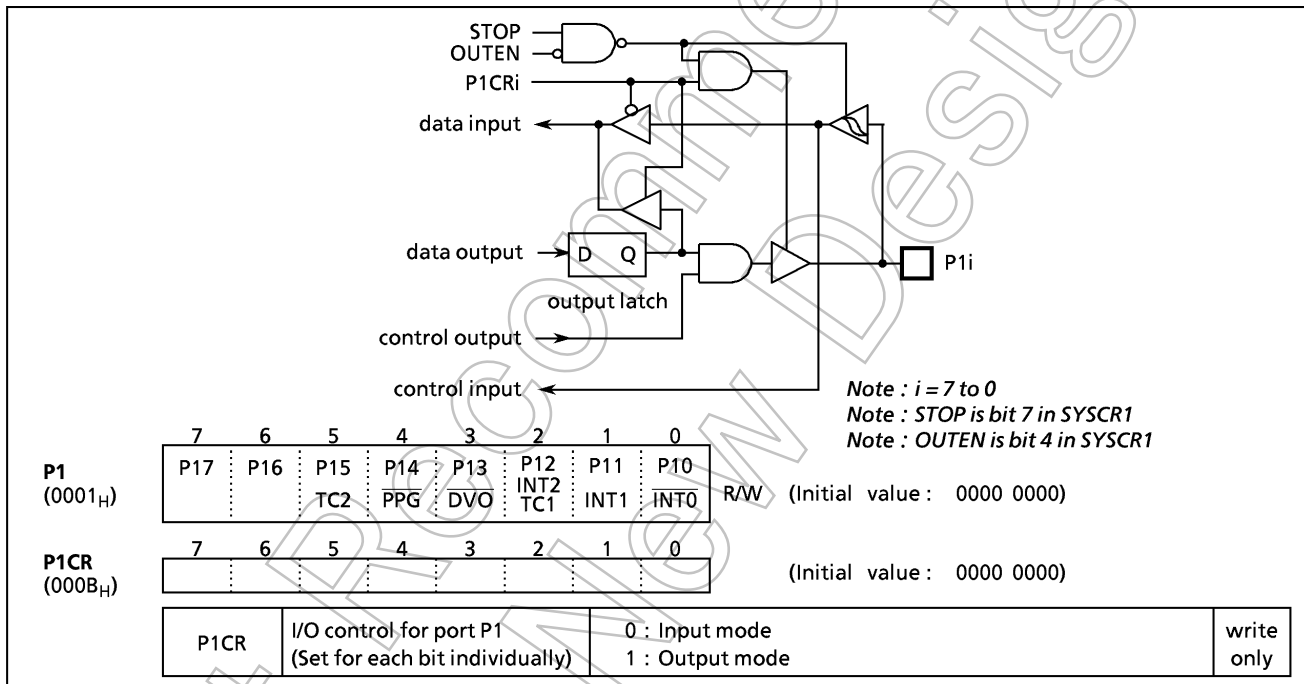 STOP
OUTEN
P1CRi
data input
data output
D Q
P1i
output latch
control output
control input
Note : i = 7 to 0
Note : STOP is bit 7 in SYSCR1
Note : OUTEN is bit 4 in SYSCR1
7 6 5 4 3 2 1 0
P1
(0001H)
P17 P16 P15 P14 P13 P12 P11 P10
TC2 PPG DVO INT2 TC1 INT1 INT0
R/W (Initial value : 0000 0000)
7 6 5 4 3 2 1 0
P1CR
(000BH)
(Initial value : 0000 0000)
P1CR
I/O control for port P1
(Set for each bit individually)
0 : Input mode
1 : Output mode
write
only